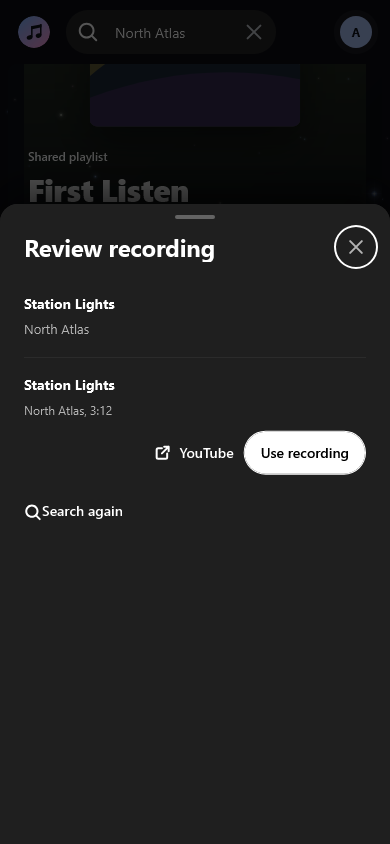 North Atlas
A
Shared playlist
First Listen
Review recording
Station Lights
North Atlas
Station Lights
North Atlas, 3:12
YouTube
Use recording
Search again